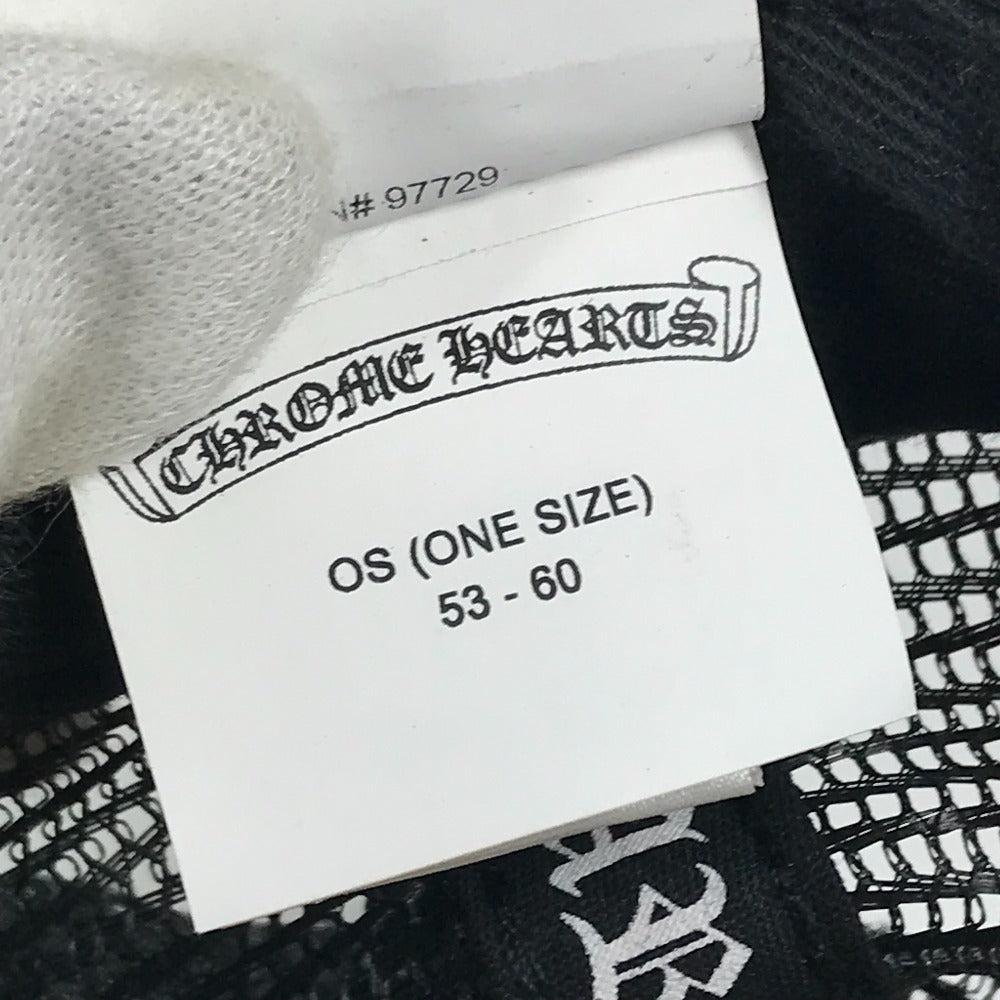 # 97729
CHROME HEARTS
OS (ONE SIZE)
53 - 60